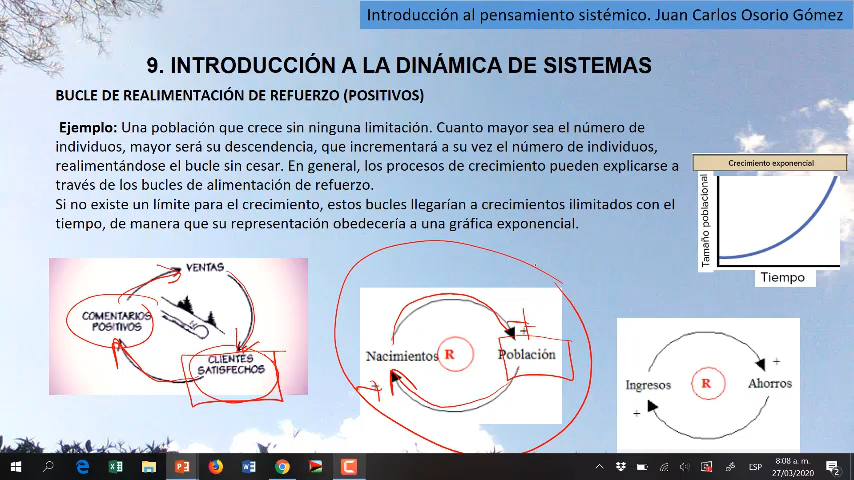 Introducción al pensamiento sistémico. Juan Carlos Osorio Gómez
9. INTRODUCCIÓN A LA DINÁMICA DE SISTEMAS
BUCLE DE REALIMENTACIÓN DE REFUERZO (POSITIVOS)
Ejemplo: Una población que crece sin ninguna limitación. Cuanto mayor sea el número de
individuos, mayor será su descendencia, que incrementará a su vez el número de individuos,
realimentándose el bucle sin cesar. En general, los procesos de crecimiento pueden explicarse a
través de los bucles de alimentación de refuerzo.
Si no existe un límite para el crecimiento, estos bucles llegarían a crecimientos ilimitados con el
tiempo, de manera que su representación obedecería a una gráfica exponencial.
Crecimiento exponencial
Tamaño poblacional
Tiempo
VENTAS
COMENTARIOS
POSITIVOS
CLIENTES
SATISFECHOS
+
Nacimientos
R
Población
+
+
Ingresos
R
Ahorros
+
ESP
8:08 a. m.
27/03/2020
2